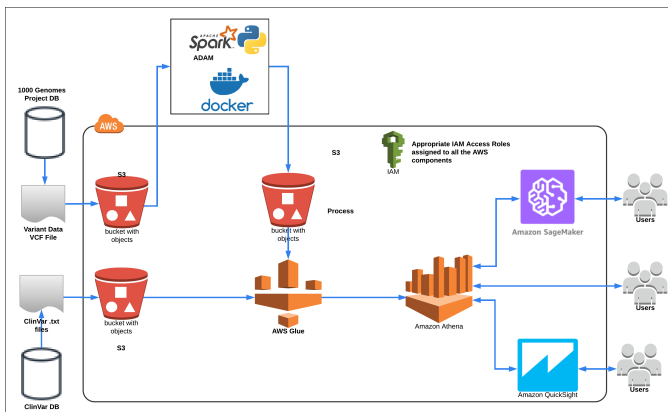 APACHE
Spark
ADAM
docker
1000 Genomes
Project DB
AWS
S3
S3
IAM
Appropriate IAM Access Roles
assigned to all the AWS
components
Variant Data
VCF File
bucket with
objects
bucket with
objects
Process
Amazon SageMaker
Users
ClinVar .txt
files
bucket with
objects
S3
AWS Glue
Amazon Athena
Users
ClinVar DB
Amazon QuickSight
Users